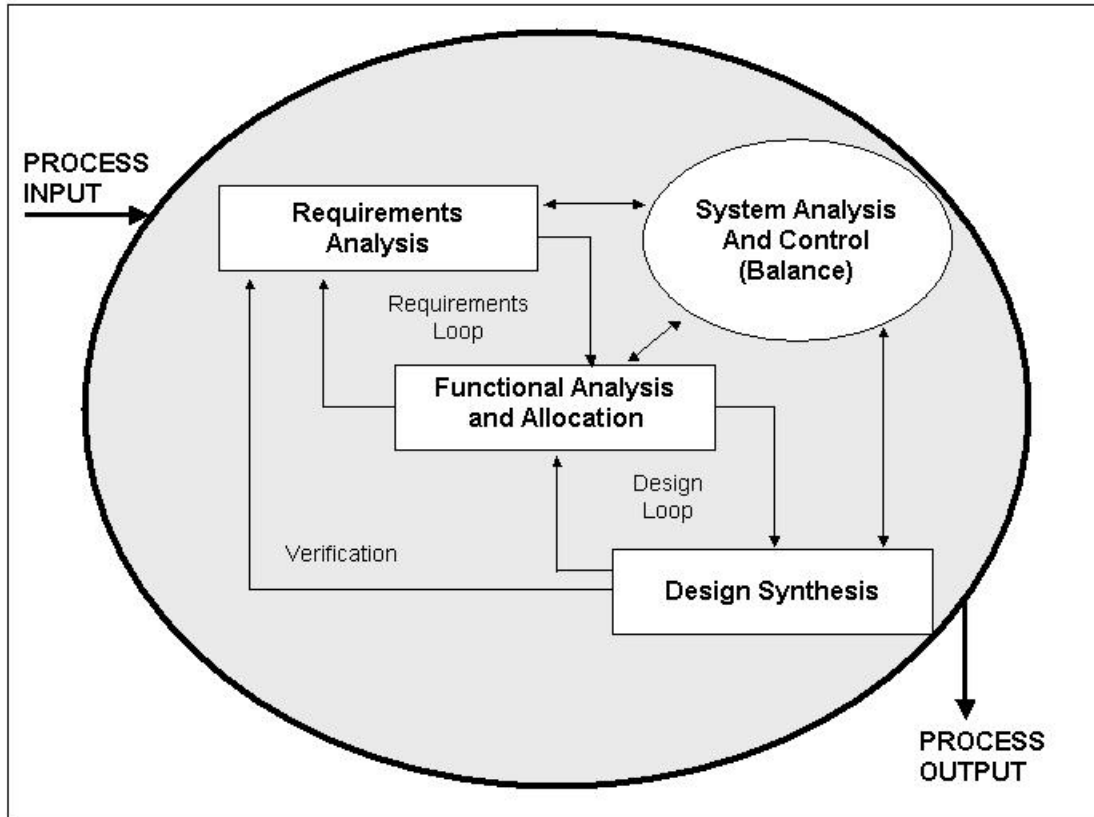 PROCESS
INPUT
Requirements
Analysis
System Analysis
And Control
(Balance)
Requirements
Loop
Functional Analysis
and Allocation
Design
Loop
Verification
Design Synthesis
PROCESS
OUTPUT